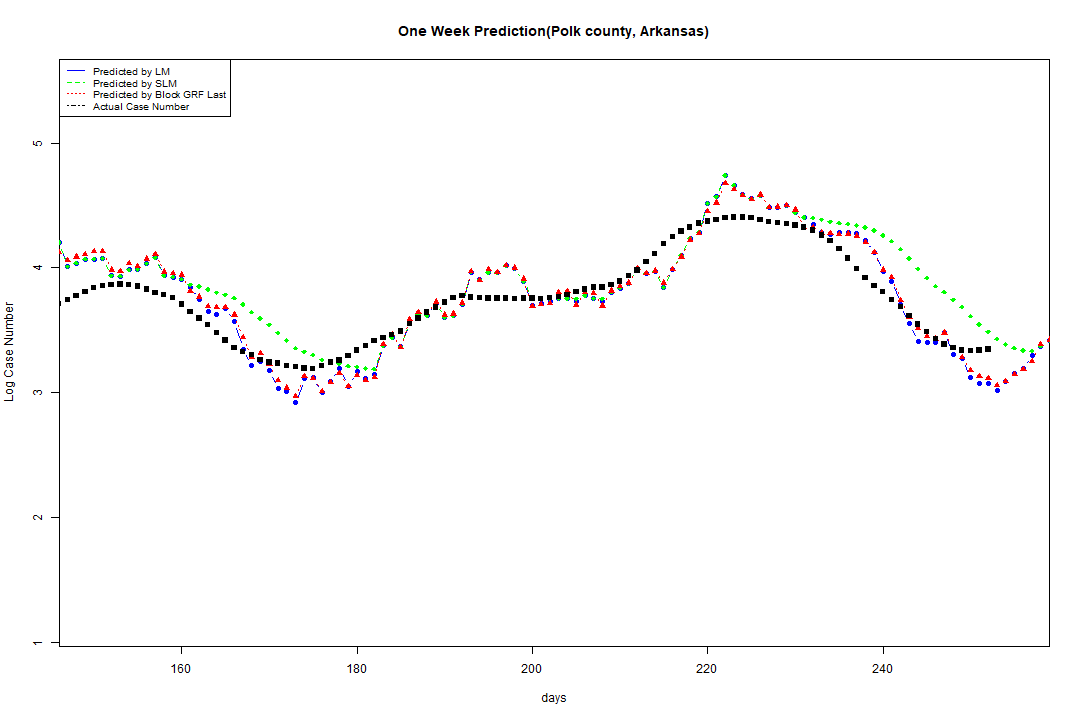 One Week Prediction(Polk county, Arkansas)
Predicted by LM
Predicted by SLM
Predicted by Block GRF Last
Actual Case Number
5
4
3
2
1
Log Case Number
160 180 200 220 240
days